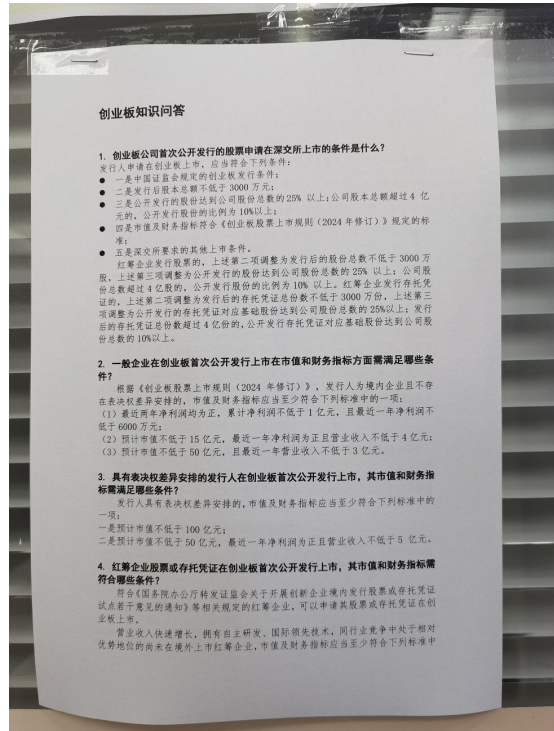 创业板知识问答
1. 创业板公司首次公开发行的股票申请在深交所上市的条件是什么？
发行人申请在创业板上市，应当符合下列条件：
● 一是中国证监会规定的创业板发行条件；
● 二是发行后股本总额不低于 3000 万元；
● 三是公开发行的股份达到公司股份总数的 25% 以上；公司股本总额超过 4 亿
元的，公开发行股份的比例为 10%以上；
● 四是市值及财务指标符合《创业板股票上市规则（2024 年修订）》规定的标
准；
● 五是深交所要求的其他上市条件。
红筹企业发行股票的，上述第二项调整为发行后的股份总数不低于 3000 万
股，上述第三项调整为公开发行的股份达到公司股份总数的 25% 以上；公司股
份总数超过 4 亿股的，公开发行股份的比例为 10% 以上。红筹企业发行存托凭
证的，上述第二项调整为发行后的存托凭证总份数不低于 3000 万份，上述第三
项调整为公开发行的存托凭证对应基础股份达到公司股份总数的 25%以上；发行
后的存托凭证总份数超过 4 亿份的，公开发行存托凭证对应基础股份达到公司股
份总数的 10%以上。
2. 一般企业在创业板首次公开发行上市在市值和财务指标方面需满足哪些条
件？
根据《创业板股票上市规则（2024 年修订）》，发行人为境内企业且不存
在表决权差异安排的，市值及财务指标应当至少符合下列标准中的一项：
（1）最近两年净利润均为正，累计净利润不低于 1 亿元，且最近一年净利润不
低于 6000 万元；
（2）预计市值不低于 15 亿元，最近一年净利润为正且营业收入不低于 4 亿元；
（3）预计市值不低于 50 亿元，且最近一年营业收入不低于 3 亿元。
3. 具有表决权差异安排的发行人在创业板首次公开发行上市，其市值和财务指
标需满足哪些条件？
发行人具有表决权差异安排的，市值及财务指标应当至少符合下列标准中的
一项：
一是预计市值不低于 100 亿元；
二是预计市值不低于 50 亿元，最近一年净利润为正且营业收入不低于 5 亿元。
4. 红筹企业股票或存托凭证在创业板首次公开发行上市，其市值和财务指标需
符合哪些条件？
符合《国务院办公厅转发证监会关于开展创新企业境内发行股票或存托凭证
试点若干意见的通知》等相关规定的红筹企业，可以申请其股票或存托凭证在创
业板上市。
营业收入快速增长，拥有自主研发、国际领先技术，同行业竞争中处于相对
优势地位的尚未在境外上市红筹企业，市值及财务指标应当至少符合下列标准中